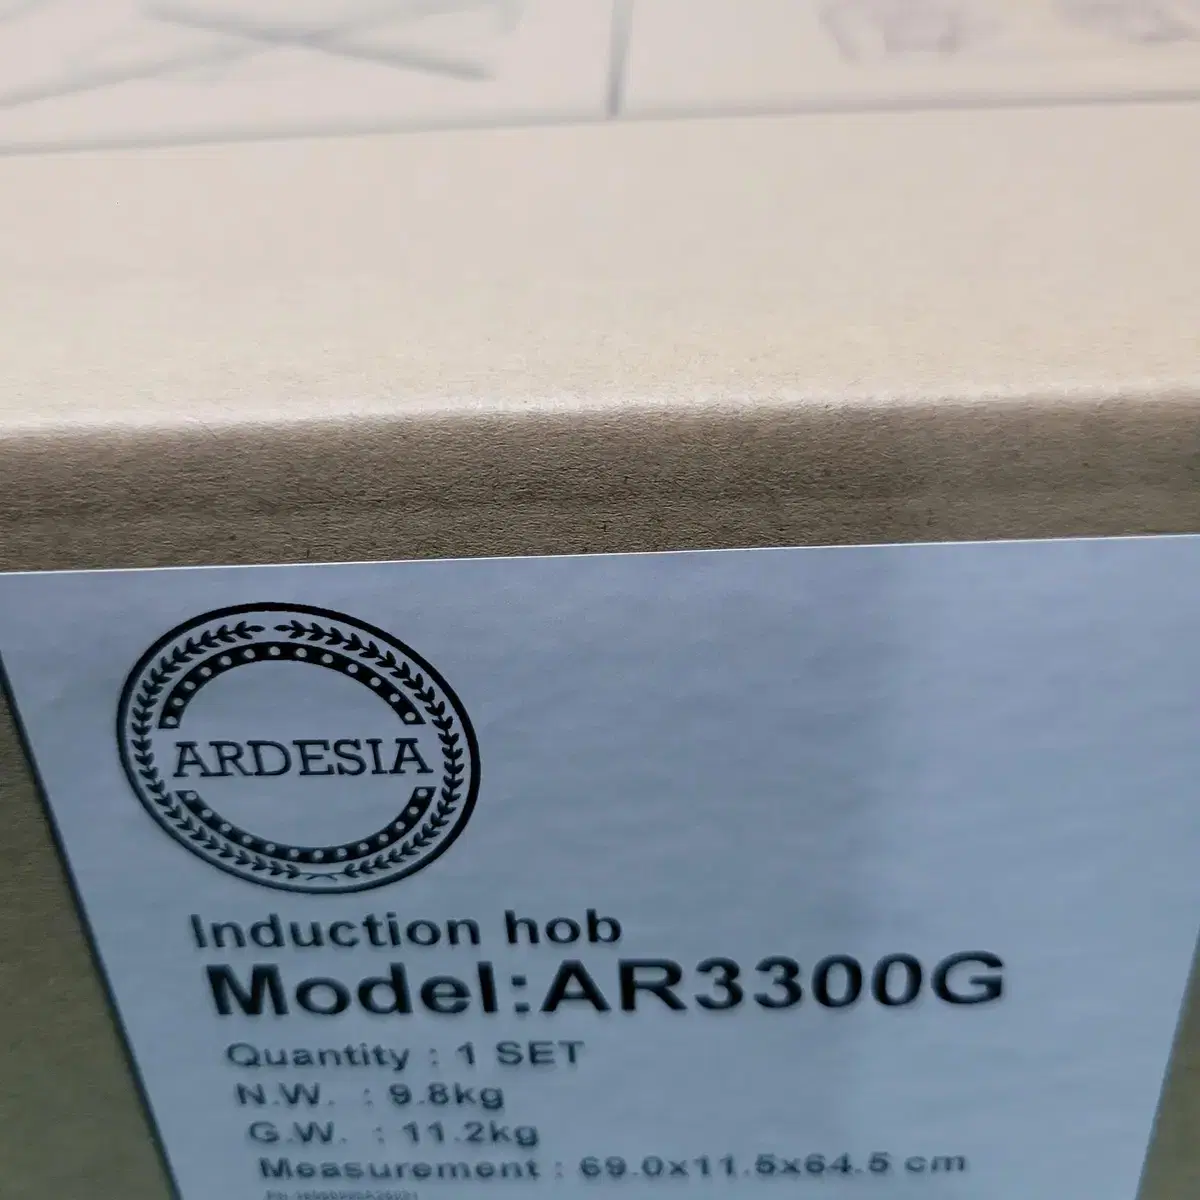 ARDESIA
Induction hob
Model:AR3300G
Quantity : 1 SET
N.W. : 9.8kg
G.W. : 11.2kg
Measurement : 69.0x11.5x64.5 cm